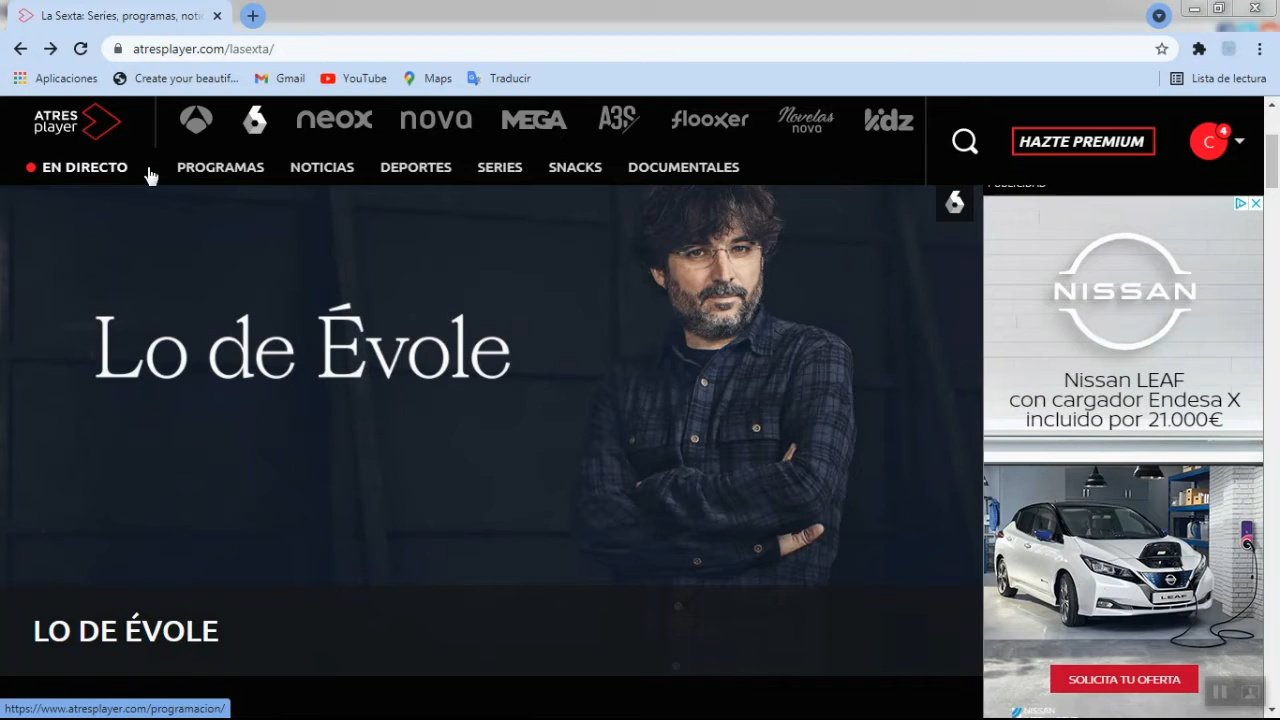 La Sexta: Series, programas, noti
atresplayer.com/lasexta/
Aplicaciones
Create your beautif...
Gmail
YouTube
Maps
Traducir
Lista de lectura
ATRES
player
6
neox
nova
MEGA
A3S
flooxer
Novelas
nova
kidz
HAZTE PREMIUM
C
4
EN DIRECTO
PROGRAMAS
NOTICIAS
DEPORTES
SERIES
SNACKS
DOCUMENTALES
6
Lo de Évole
LO DE ÉVOLE
PUBLICIDAD
NISSAN
Nissan LEAF
con cargador Endesa X
incluido por 21.000€
LEAF
SOLICITA TU OFERTA
NISSAN
https://www.atresplayer.com/programacion/